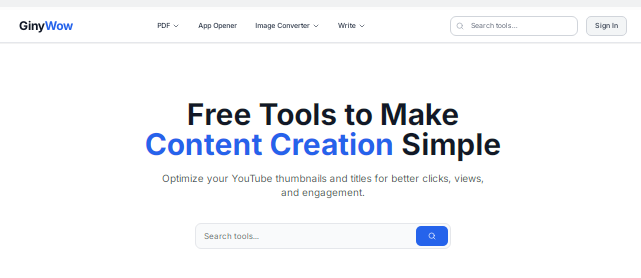 GinyWow
PDF
App Opener
Image Converter
Write
Search tools...
Sign In
Free Tools to Make
Content Creation Simple
Optimize your YouTube thumbnails and titles for better clicks, views,
and engagement.
Search tools...